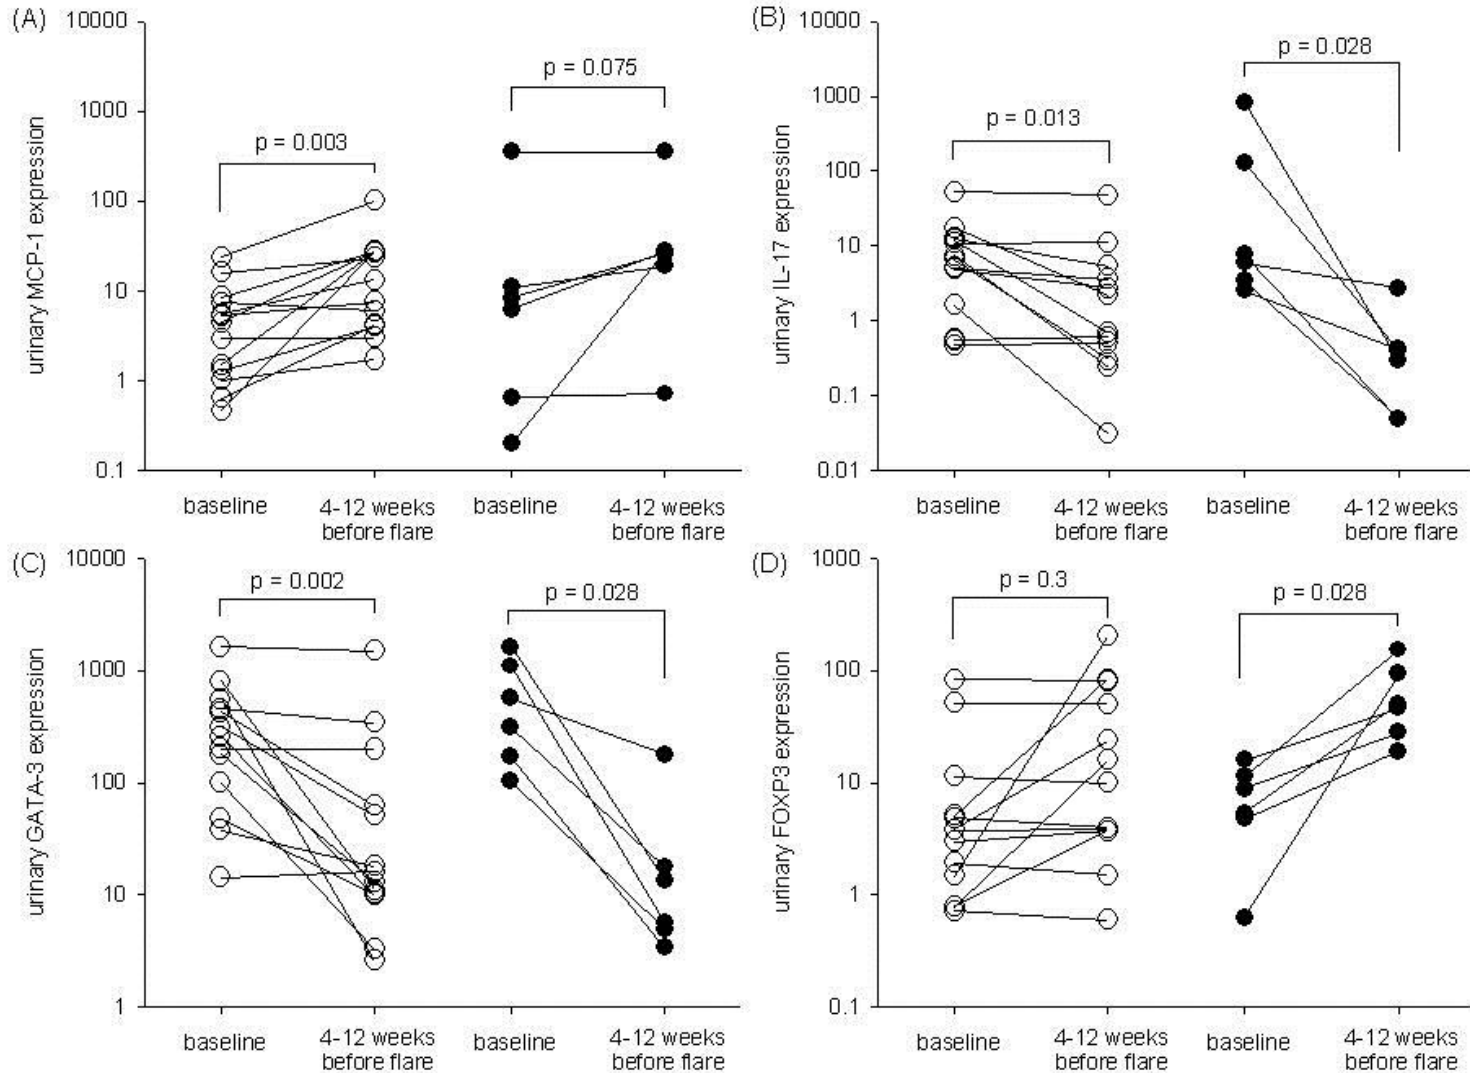 (A)
urinary MCP-1 expression
10000
1000
100
10
1
0.1
p = 0.003
p = 0.075
baseline
4-12 weeks
before flare
baseline
4-12 weeks
before flare
(B)
urinary IL-17 expression
10000
1000
100
10
1
0.1
0.01
p = 0.013
p = 0.028
baseline
4-12 weeks
before flare
baseline
4-12 weeks
before flare
(C)
urinary GATA-3 expression
10000
1000
100
10
1
p = 0.002
p = 0.028
baseline
4-12 weeks
before flare
baseline
4-12 weeks
before flare
(D)
urinary FOXP3 expression
1000
100
10
1
0.1
p = 0.3
p = 0.028
baseline
4-12 weeks
before flare
baseline
4-12 weeks
before flare